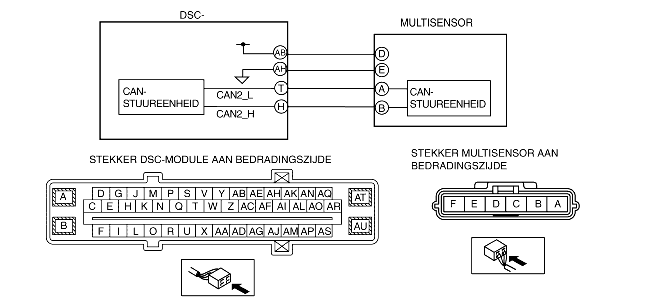 DSC-
MULTISENSOR
AB
D
AH
E
CAN-
STUUREENHEID
T
CAN2_L
A
CAN-
STUUREENHEID
H
CAN2_H
B
STEKKER DSC-MODULE AAN BEDRADINGSZIJDE
STEKKER MULTISENSOR AAN
BEDRADINGSZIJDE
A
D G J M P S V Y AB AE AH AK AN AQ
AT
C E H K N Q T W Z AC AF AI AL AO AR
B
F I L O R U X AA AD AG AJ AM AP AS
AU
F E D C B A